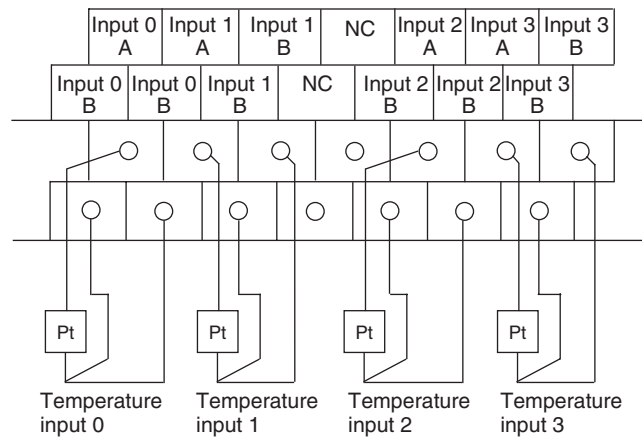 Input 0 Input 1 Input 1 NC Input 2 Input 3 Input 3
A A B A A B
Input 0 Input 0 Input 1 NC Input 2 Input 2 Input 3
B B B B B B
Pt Pt Pt Pt
Temperature Temperature Temperature Temperature
input 0 input 1 input 2 input 3